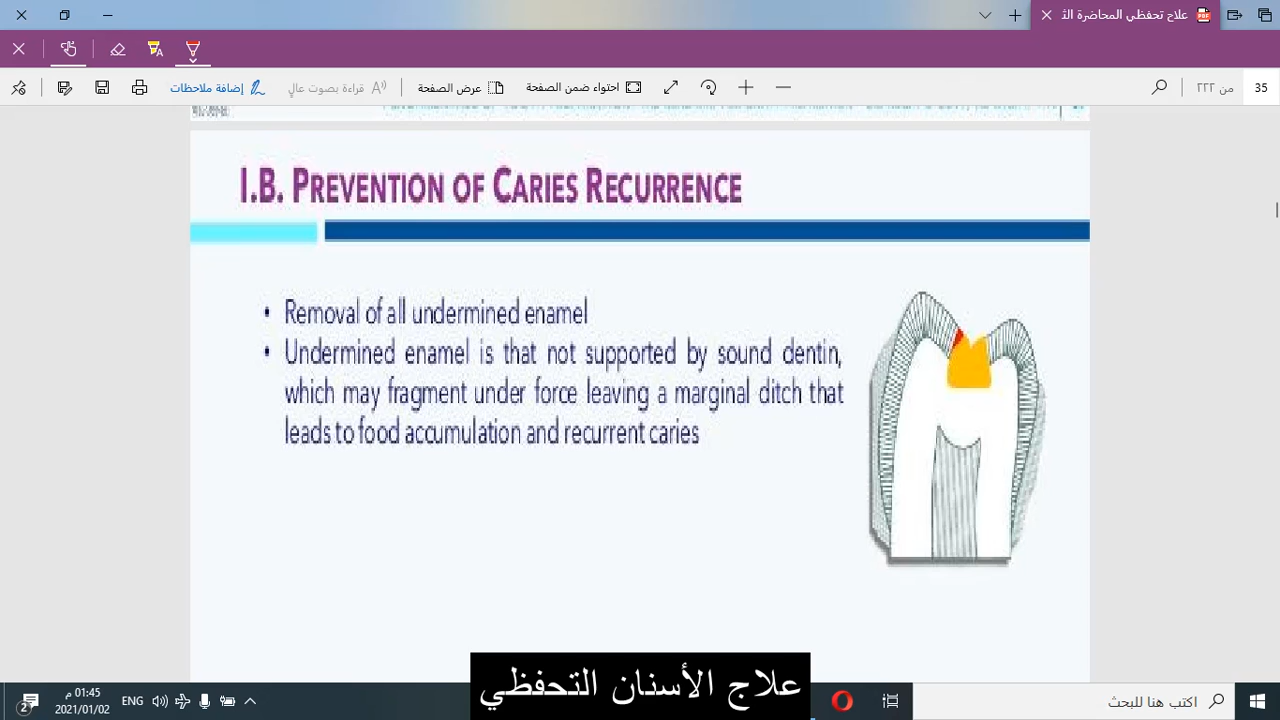 علاج تحفظي المحاضرة الث
إضافة ملاحظات
قراءة بصوت عالٍ
عرض الصفحة
احتواء ضمن الصفحة
35 من ٢٢٢
I.B. PREVENTION OF CARIES RECURRENCE
• Removal of all undermined enamel
• Undermined enamel is that not supported by sound dentin,
which may fragment under force leaving a marginal ditch that
leads to food accumulation and recurrent caries
علاج الأسنان التحفظي
01:45 م
2021/01/02
ENG
2
اكتب هنا للبحث